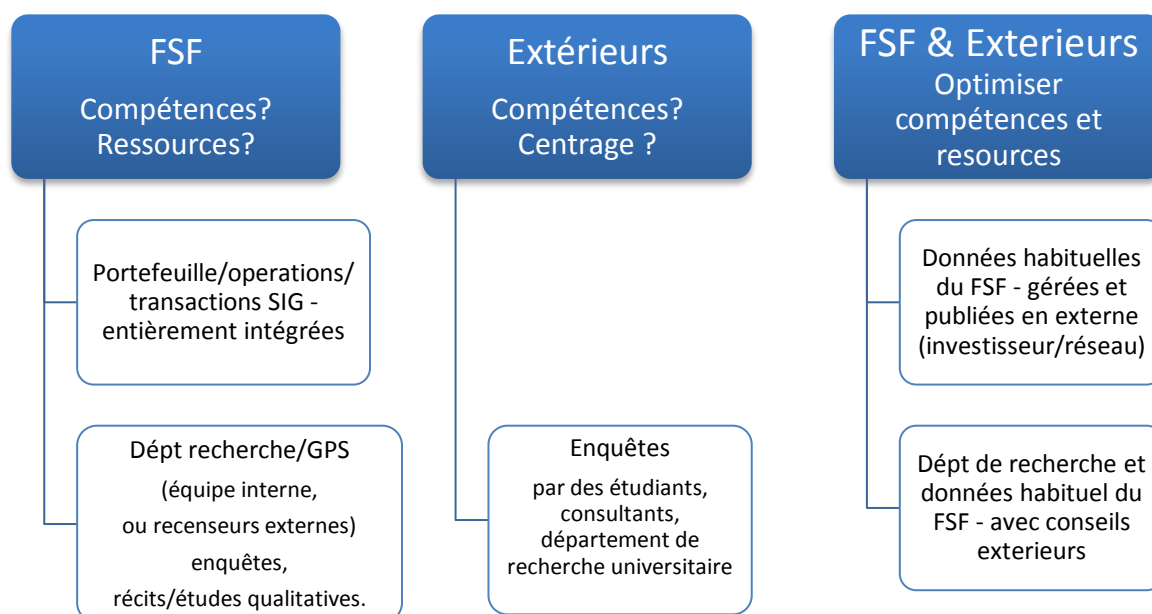 FSF
Compétences?
Ressources?
Portefeuille/operations/
transactions SIG -
entièrement intégrées
Dépt recherche/GPS
(équipe interne,
ou recenseurs externes)
enquêtes,
récits/études qualitatives.
Extérieurs
Compétences?
Centrage ?
Enquêtes
par des étudiants,
consultants,
département de
recherche universitaire
FSF & Exterieurs
Optimiser
compétences et
resources
Données habituelles
du FSF - gérées et
publiées en externe
(investisseur/réseau)
Dépt de recherche et
données habituel du
FSF - avec conseils
exterieurs